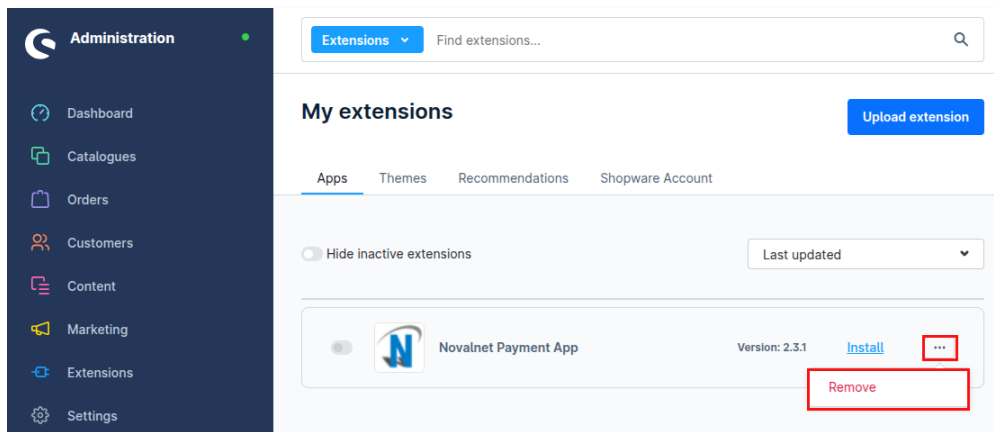 Administration
Dashboard
Catalogues
Orders
Customers
Content
Marketing
Extensions
Settings
Extensions
Find extensions...
My extensions
Upload extension
Apps
Themes
Recommendations
Shopware Account
Hide inactive extensions
Last updated
N
Novalnet Payment App
Version: 2.3.1
Install
...
Remove